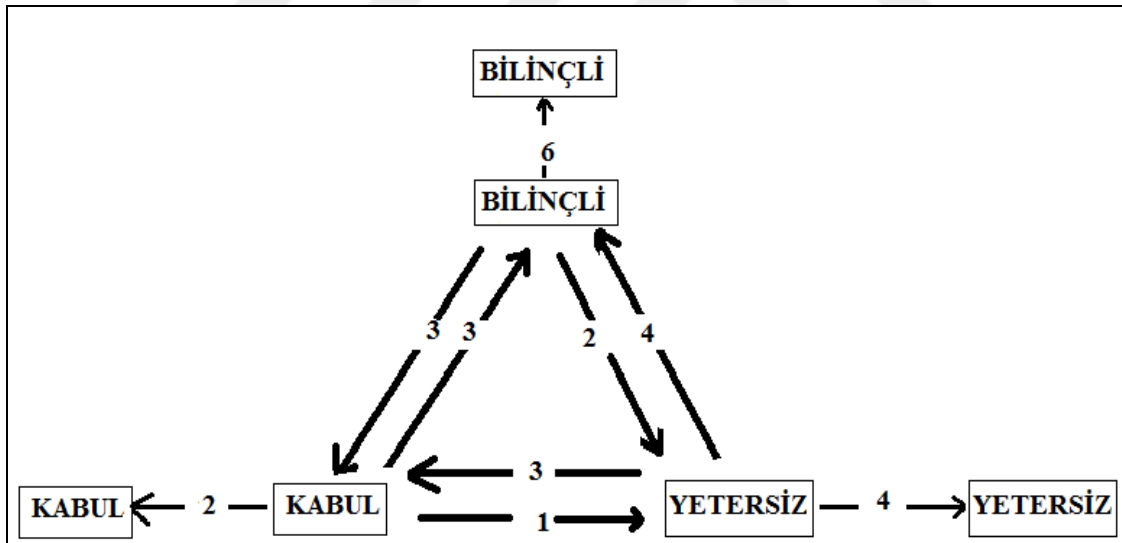 BİLİNÇLİ
6
BİLİNÇLİ
3 3 2 4
3
KABUL 2 KABUL YETERSİZ 4 YETERSİZ
1